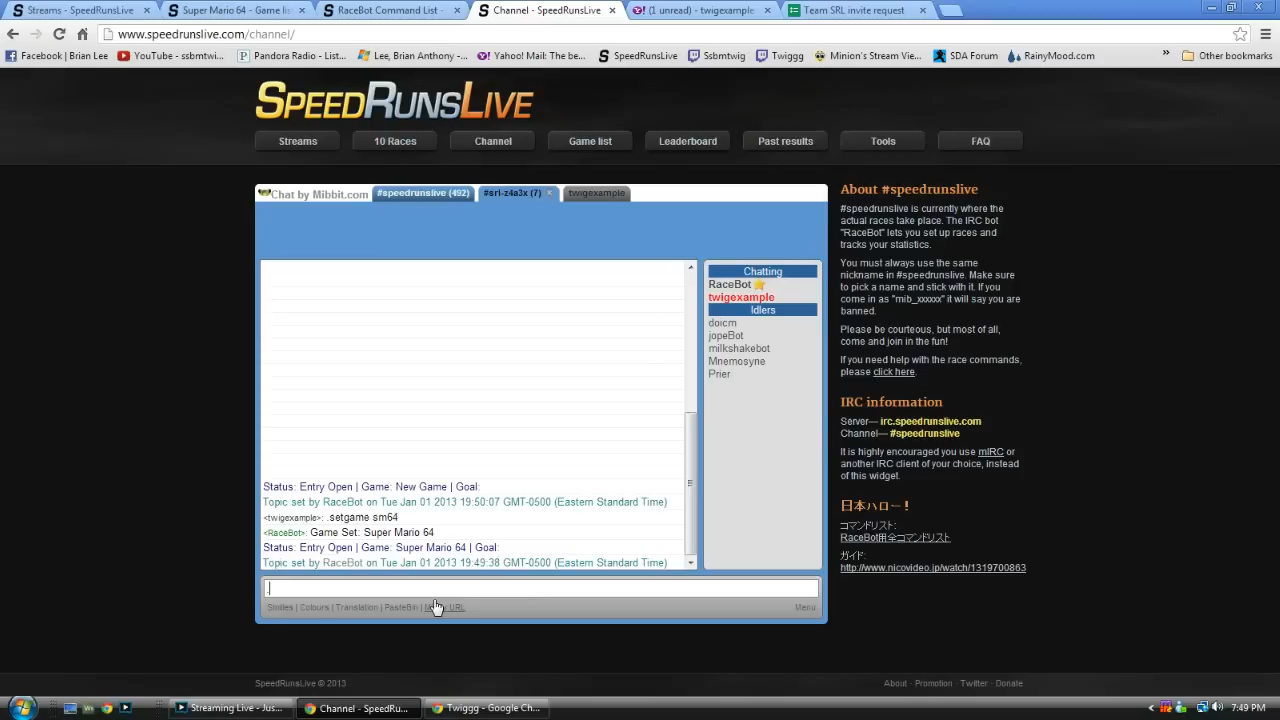 Streams - SpeedRunsLive
Super Mario 64 - Game lis
RaceBot Command List -
Channel - SpeedRunsLive
(1 unread) - twigexample
Team SRL invite request
www.speedrunslive.com/channel/
Facebook | Brian Lee
YouTube - ssbmtwi...
Pandora Radio - List...
Lee, Brian Anthony -...
Yahoo! Mail: The be...
SpeedRunsLive
Ssbmtwig
Twiggg
Minion's Stream View...
SDA Forum
RainyMood.com
Other bookmarks
SPEEDRUNSLIVE
Streams
10 Races
Channel
Game list
Leaderboard
Past results
Tools
FAQ
Chat by Mibbit.com
#speedrunslive (492)
#srl-z4a3x (7)
twigexample
Chatting
RaceBot
twigexample
Idlers
doicm
jopeBot
milkshakebot
Mnemosyne
Prier
Status: Entry Open | Game: New Game | Goal:
Topic set by RaceBot on Tue Jan 01 2013 19:50:07 GMT-0500 (Eastern Standard Time)
<twigexample>: .setgame sm64
<RaceBot>: Game Set: Super Mario 64
Status: Entry Open | Game: Super Mario 64 | Goal:
Topic set by RaceBot on Tue Jan 01 2013 19:49:38 GMT-0500 (Eastern Standard Time)
.
Smilies | Colours | Translation | PasteBin | URL
Menu
About #speedrunslive
#speedrunslive is currently where the
actual races take place. The IRC bot
"RaceBot" lets you set up races and
tracks your statistics.
You must always use the same
nickname in #speedrunslive. Make sure
to pick a name and stick with it. If you
come in as "mib_xxxxxx" it will say you are
banned.
Please be courteous, but most of all,
come and join in the fun!
If you need help with the race commands,
please click here.
IRC information
Server— irc.speedrunslive.com
Channel— #speedrunslive
It is highly encouraged you use mIRC or
another IRC client of your choice, instead
of this widget.
日本ハロー！
コマンドリスト:
RaceBot用全コマンドリスト
ガイド:
http://www.nicovideo.jp/watch/1319700863
SpeedRunsLive © 2013
About - Promotion - Twitter - Donate
Streaming Live - Jus...
Channel - SpeedRu...
Twiggg - Google Ch...
7:49 PM